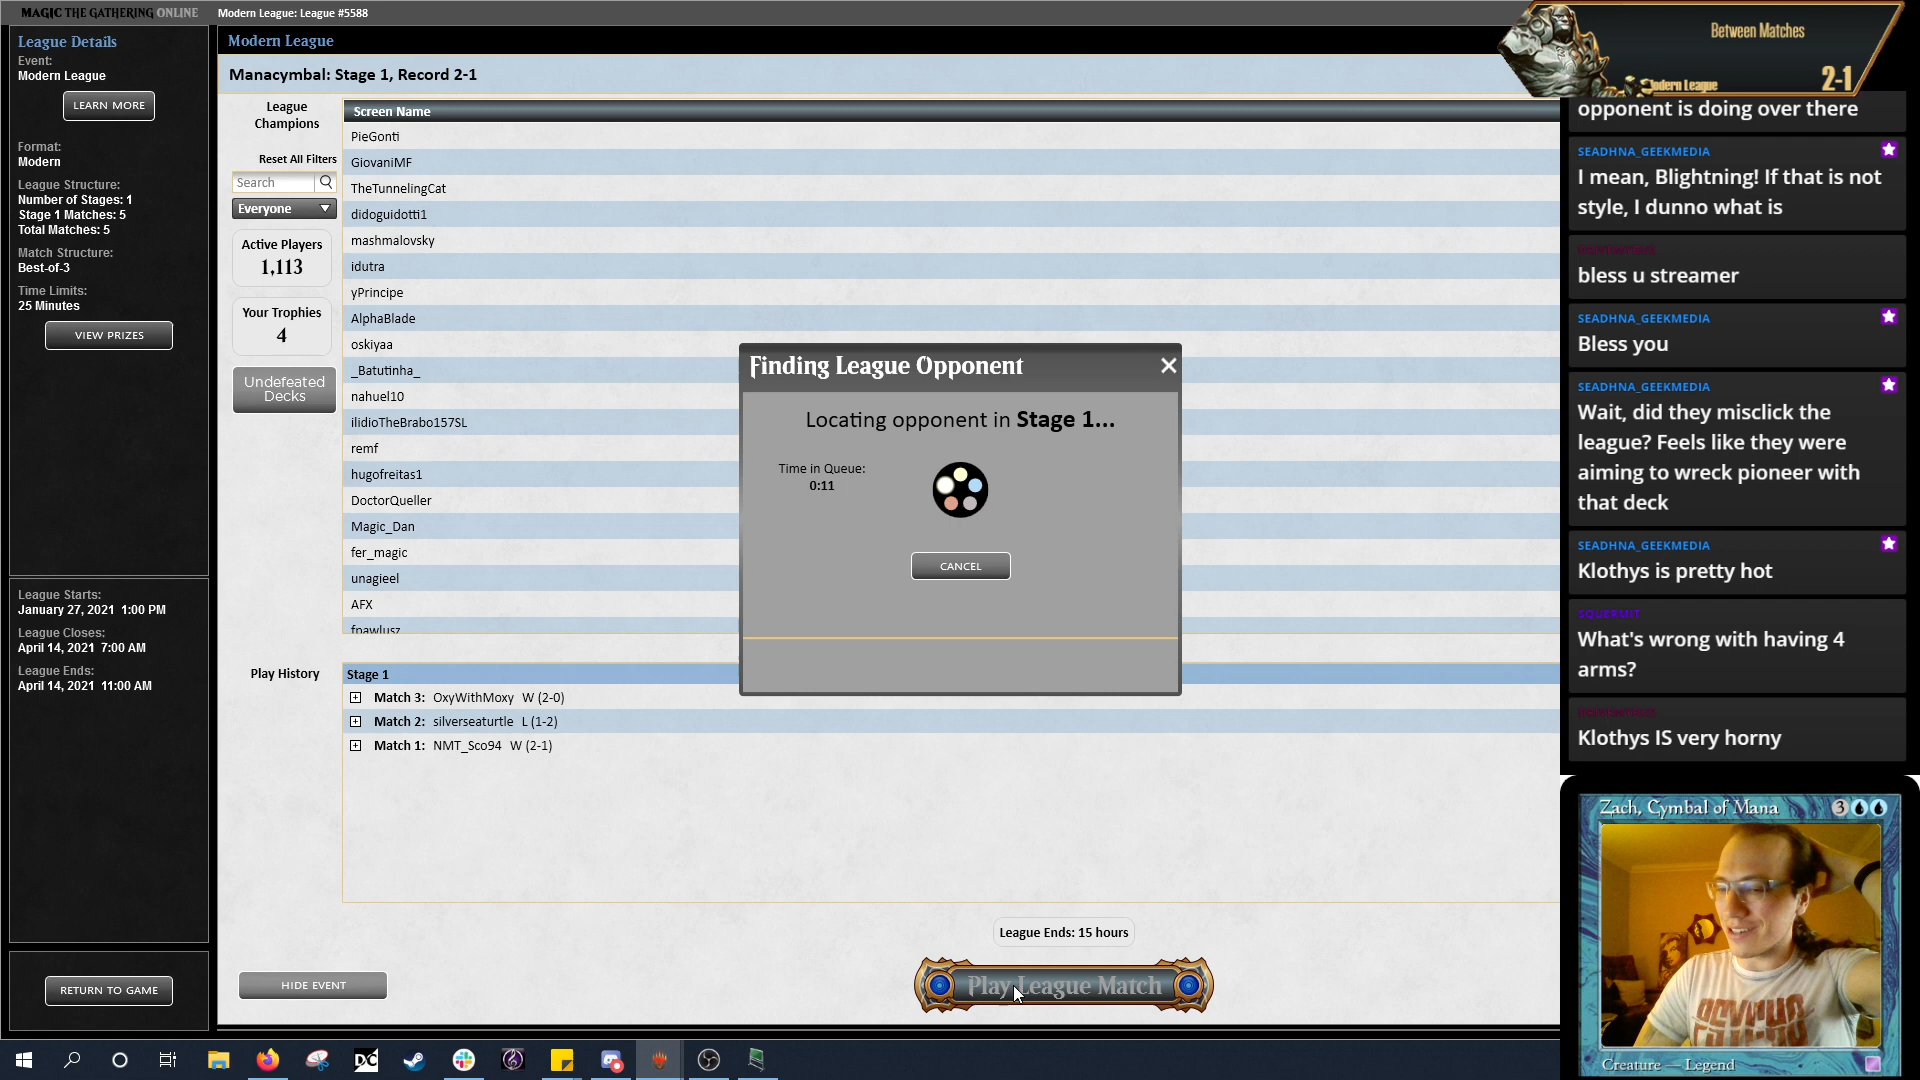 MAGIC THE GATHERING ONLINE
Modern League: League #5588
League Details
Event:
Modern League
LEARN MORE
Format:
Modern
League Structure:
Number of Stages: 1
Stage 1 Matches: 5
Total Matches: 5
Match Structure:
Best-of-3
Time Limits:
25 Minutes
VIEW PRIZES
League Starts:
January 27, 2021 1:00 PM
League Closes:
April 14, 2021 7:00 AM
League Ends:
April 14, 2021 11:00 AM
RETURN TO GAME
Modern League
Manacymbal: Stage 1, Record 2-1
League
Champions
Reset All Filters
Search
Everyone
Active Players
1,113
Your Trophies
4
Undefeated
Decks
Screen Name
PieGonti
GiovaniMF
TheTunnelingCat
didoguidotti1
mashmalovsky
idutra
yPrincipe
AlphaBlade
oskiyaa
_Batutinha_
nahuel10
ilidioTheBrabo157SL
remf
hugofreitas1
DoctorQueller
Magic_Dan
fer_magic
unagieel
AFX
fpawlusz
Finding League Opponent
Locating opponent in Stage 1...
Time in Queue:
0:11
CANCEL
Play History
Stage 1
Match 3: OxyWithMoxy W (2-0)
Match 2: silverseaturtle L (1-2)
Match 1: NMT_Sco94 W (2-1)
League Ends: 15 hours
HIDE EVENT
Play League Match
Between Matches
Modern League
2-1
opponent is doing over there
SEADHNA_GEEKMEDIA
I mean, Blightning! If that is not
style, I dunno what is
bless u streamer
SEADHNA_GEEKMEDIA
Bless you
SEADHNA_GEEKMEDIA
Wait, did they misclick the
league? Feels like they were
aiming to wreck pioneer with
that deck
SEADHNA_GEEKMEDIA
Klothys is pretty hot
SQUERMIT
What's wrong with having 4
arms?
Klothys IS very horny
Zach, Cymbal of Mana
3
PSYCHO
Creature — Legend
DC